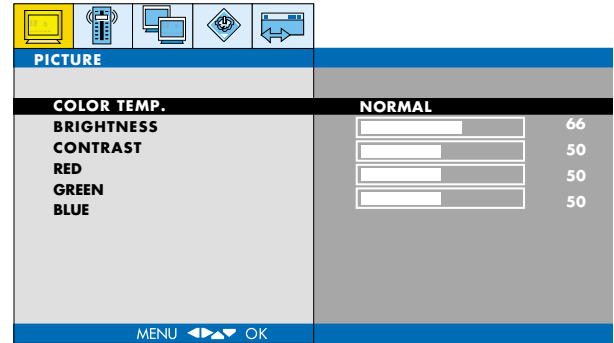 PICTURE
COLOR TEMP. NORMAL
BRIGHTNESS 66
CONTRAST 50
RED 50
GREEN 50
BLUE
MENU ◀▶▲▼ OK